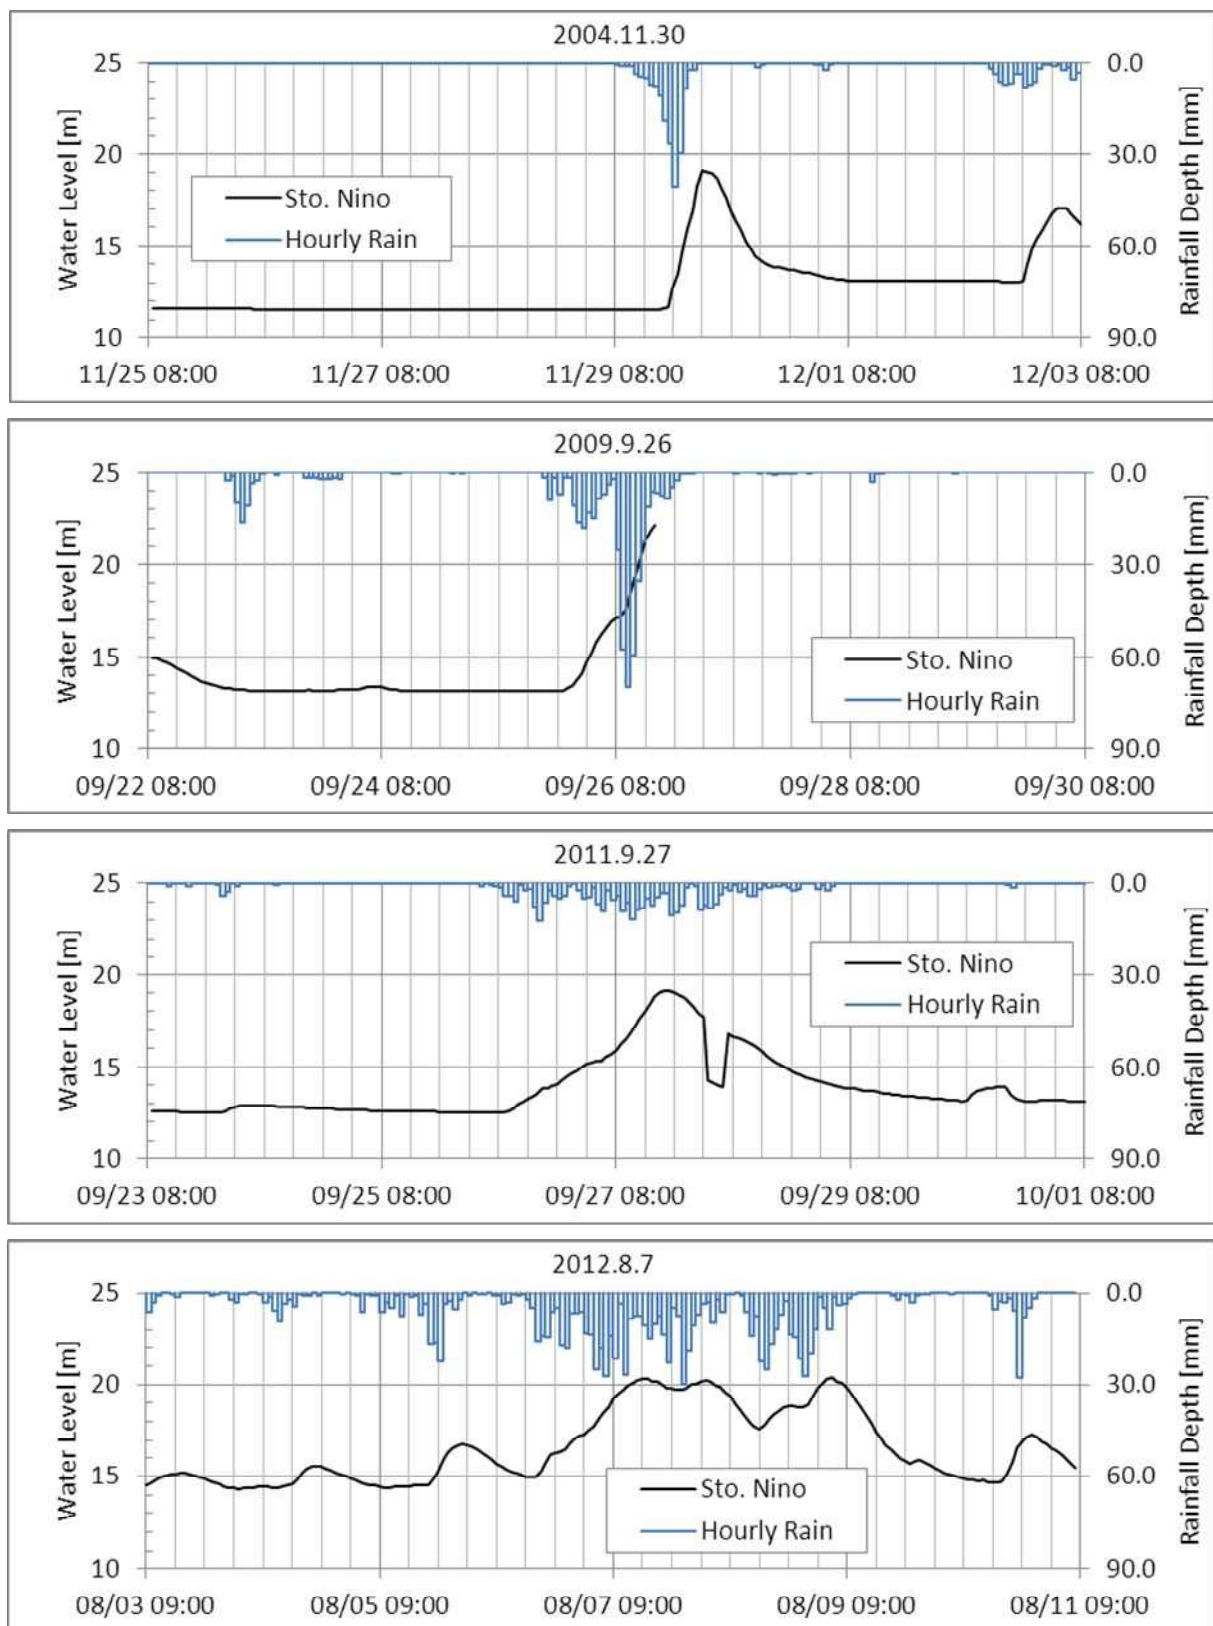 2004.11.30
25
20
15
10
Water Level [m]
0.0
30.0
60.0
90.0
Rainfall Depth [mm]
Sto. Nino
Hourly Rain
11/25 08:00 11/27 08:00 11/29 08:00 12/01 08:00 12/03 08:00
2009.9.26
25
20
15
10
Water Level [m]
0.0
30.0
60.0
90.0
Rainfall Depth [mm]
Sto. Nino
Hourly Rain
09/22 08:00 09/24 08:00 09/26 08:00 09/28 08:00 09/30 08:00
2011.9.27
25
20
15
10
Water Level [m]
0.0
30.0
60.0
90.0
Rainfall Depth [mm]
Sto. Nino
Hourly Rain
09/23 08:00 09/25 08:00 09/27 08:00 09/29 08:00 10/01 08:00
2012.8.7
25
20
15
10
Water Level [m]
0.0
30.0
60.0
90.0
Rainfall Depth [mm]
Sto. Nino
Hourly Rain
08/03 09:00 08/05 09:00 08/07 09:00 08/09 09:00 08/11 09:00